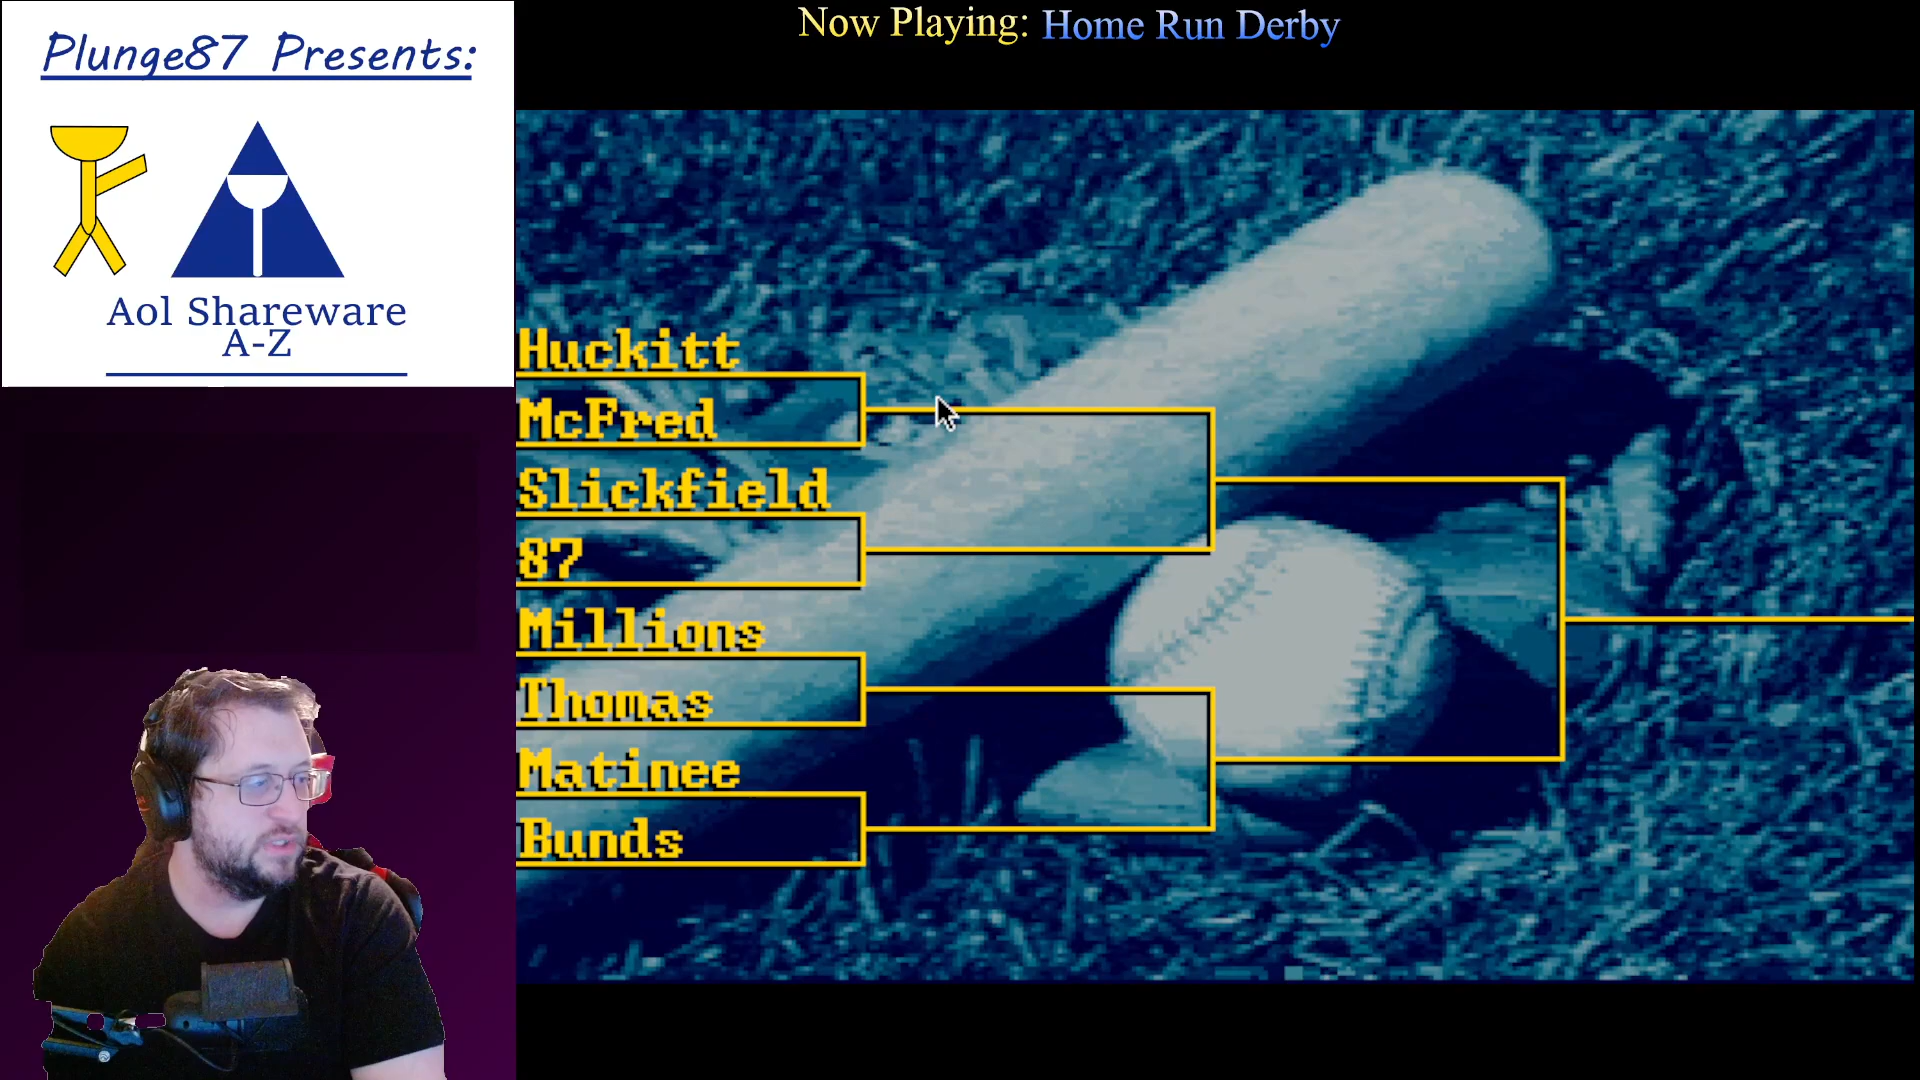 Plunge87 Presents:
Aol Shareware
A-Z
Now Playing: Home Run Derby
Huckitt
McFred
Slickfield
87
Millions
Thomas
Matinee
Bunds